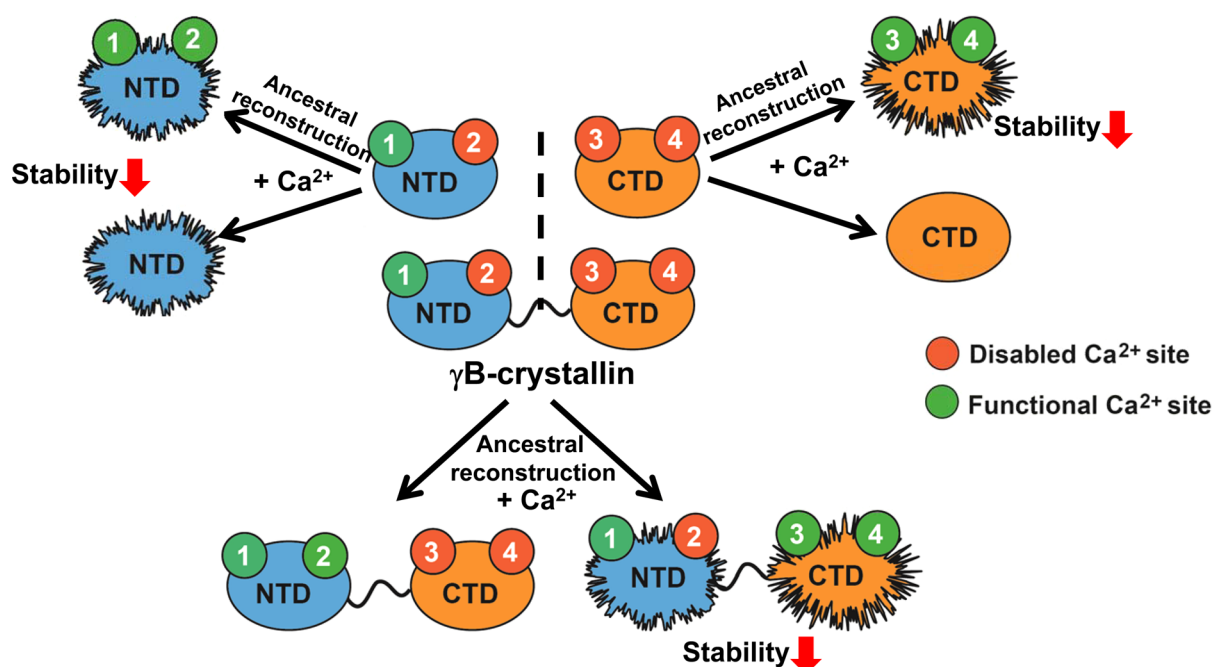 1 2
NTD
Ancestral
reconstruction
Stability
+ Ca²⁺
NTD
1 2
NTD
3 4
CTD
Ancestral
reconstruction
3 4
CTD
Stability
+ Ca²⁺
CTD
1 2
NTD
3 4
CTD
γB-crystallin
Disabled Ca²⁺ site
Functional Ca²⁺ site
Ancestral
reconstruction
+ Ca²⁺
1 2
NTD
3 4
CTD
1 2
NTD
3 4
CTD
Stability